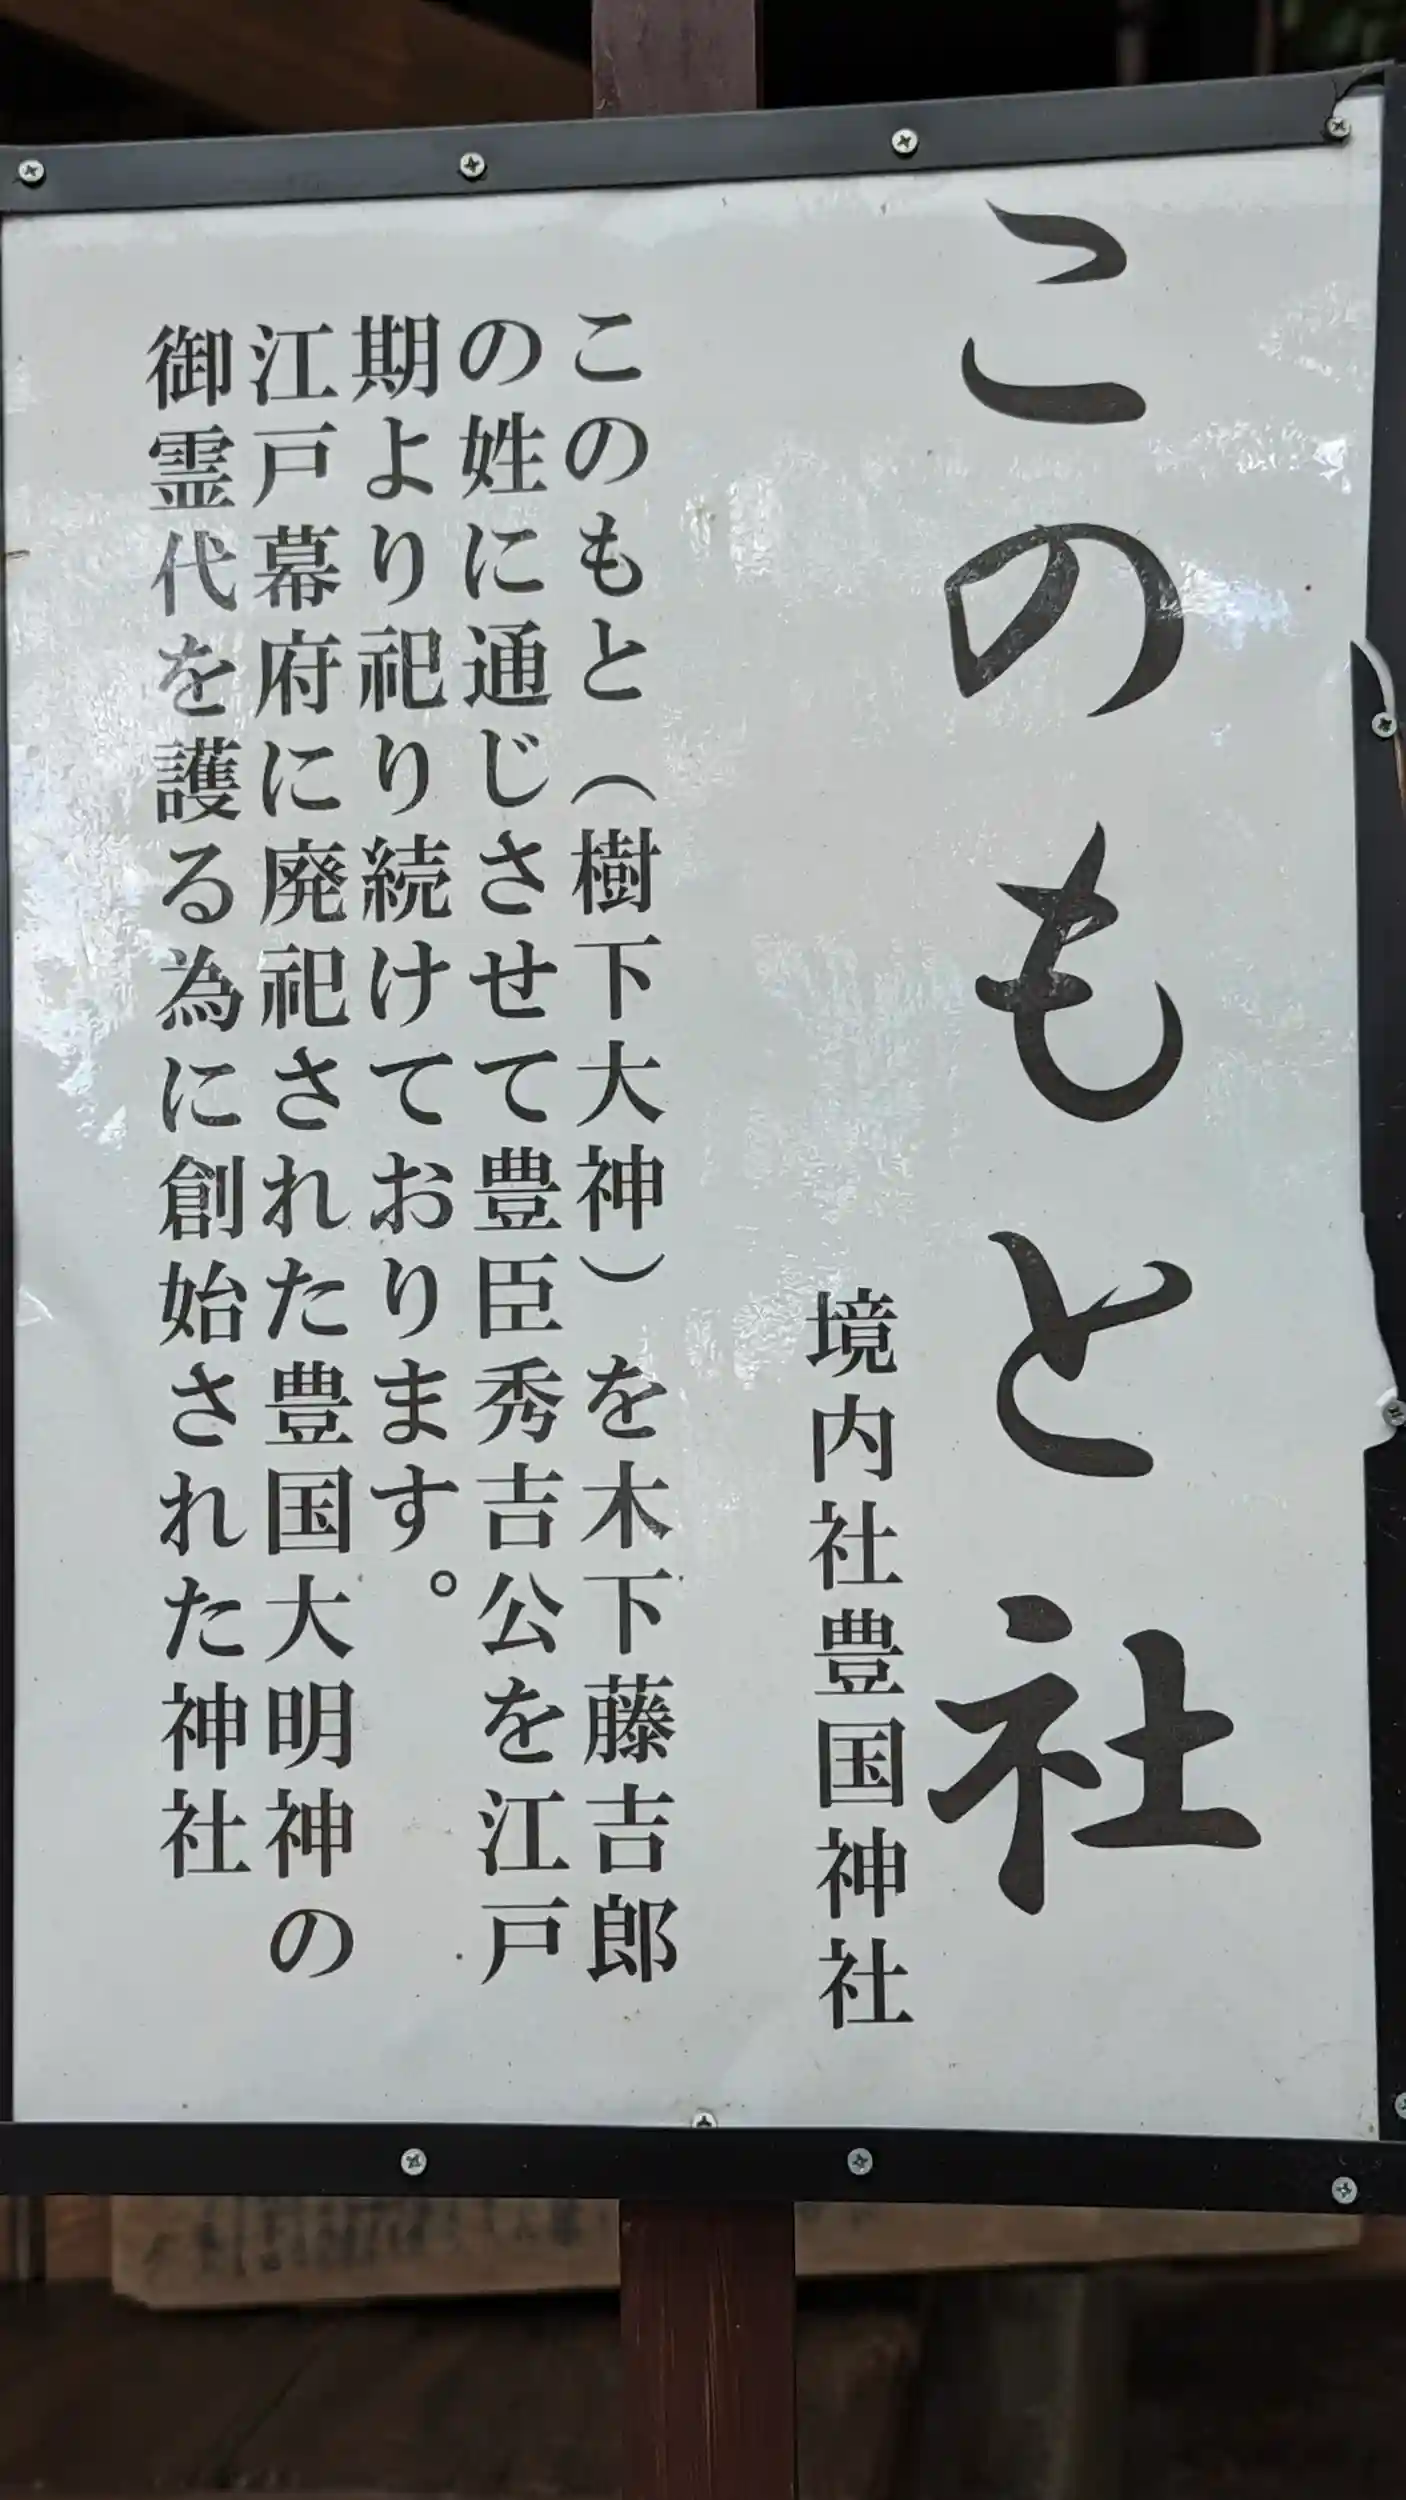 このもと社
境内社豊国神社
このもと（樹下大神）を木下藤吉郎
の姓に通じさせて豊臣秀吉公を江戸
期より祀り続けております。
江戸幕府に廃祀された豊国大明神の
御霊代を護る為に創始された神社